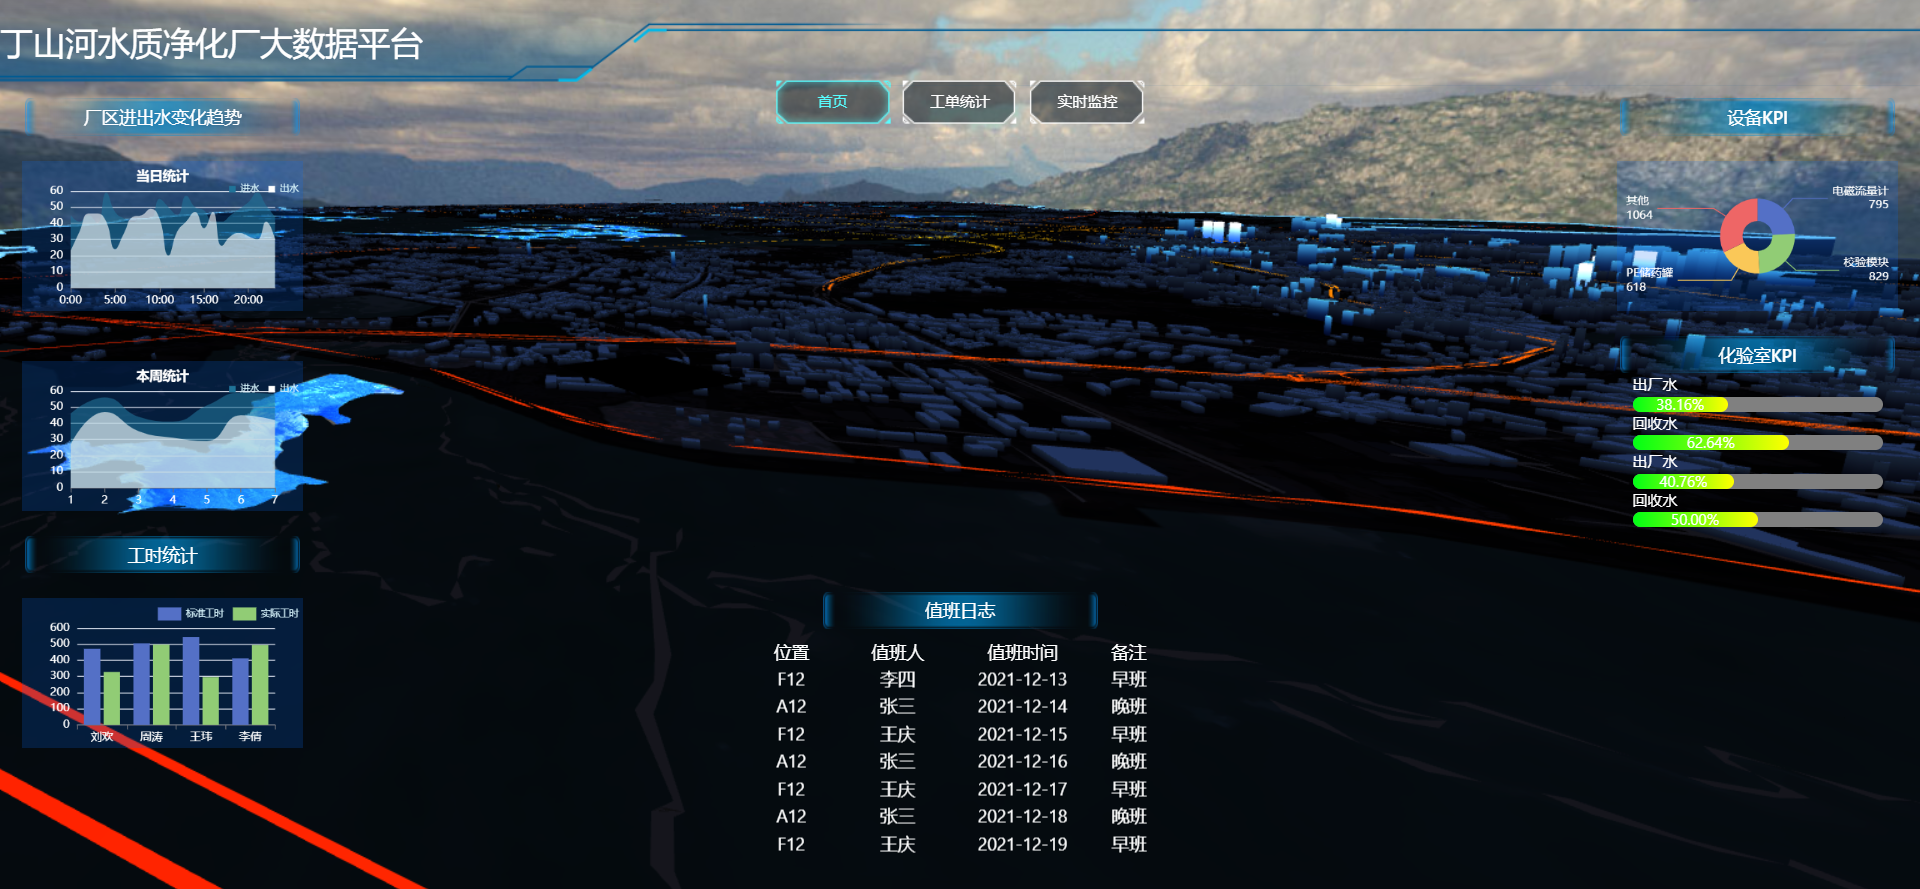 丁山河水质净化厂大数据平台
首页 工单统计 实时监控
厂区进出水变化趋势
当日统计
进水 出水
60
50
40
30
20
10
0
0:00 5:00 10:00 15:00 20:00
本周统计
进水 出水
60
50
40
30
20
10
0
1 2 3 4 5 6 7
工时统计
标准工时 实际工时
600
500
400
300
200
100
0
刘欢 周涛 王玮 李倩
值班日志
位置 值班人 值班时间 备注
F12 李四 2021-12-13 早班
A12 张三 2021-12-14 晚班
F12 王庆 2021-12-15 早班
A12 张三 2021-12-16 晚班
F12 王庆 2021-12-17 早班
A12 张三 2021-12-18 晚班
F12 王庆 2021-12-19 早班
设备KPI
电磁流量计
795
其他
1064
校验模块
829
PE储药罐
618
化验室KPI
出厂水
38.16%
回收水
62.64%
出厂水
40.76%
回收水
50.00%